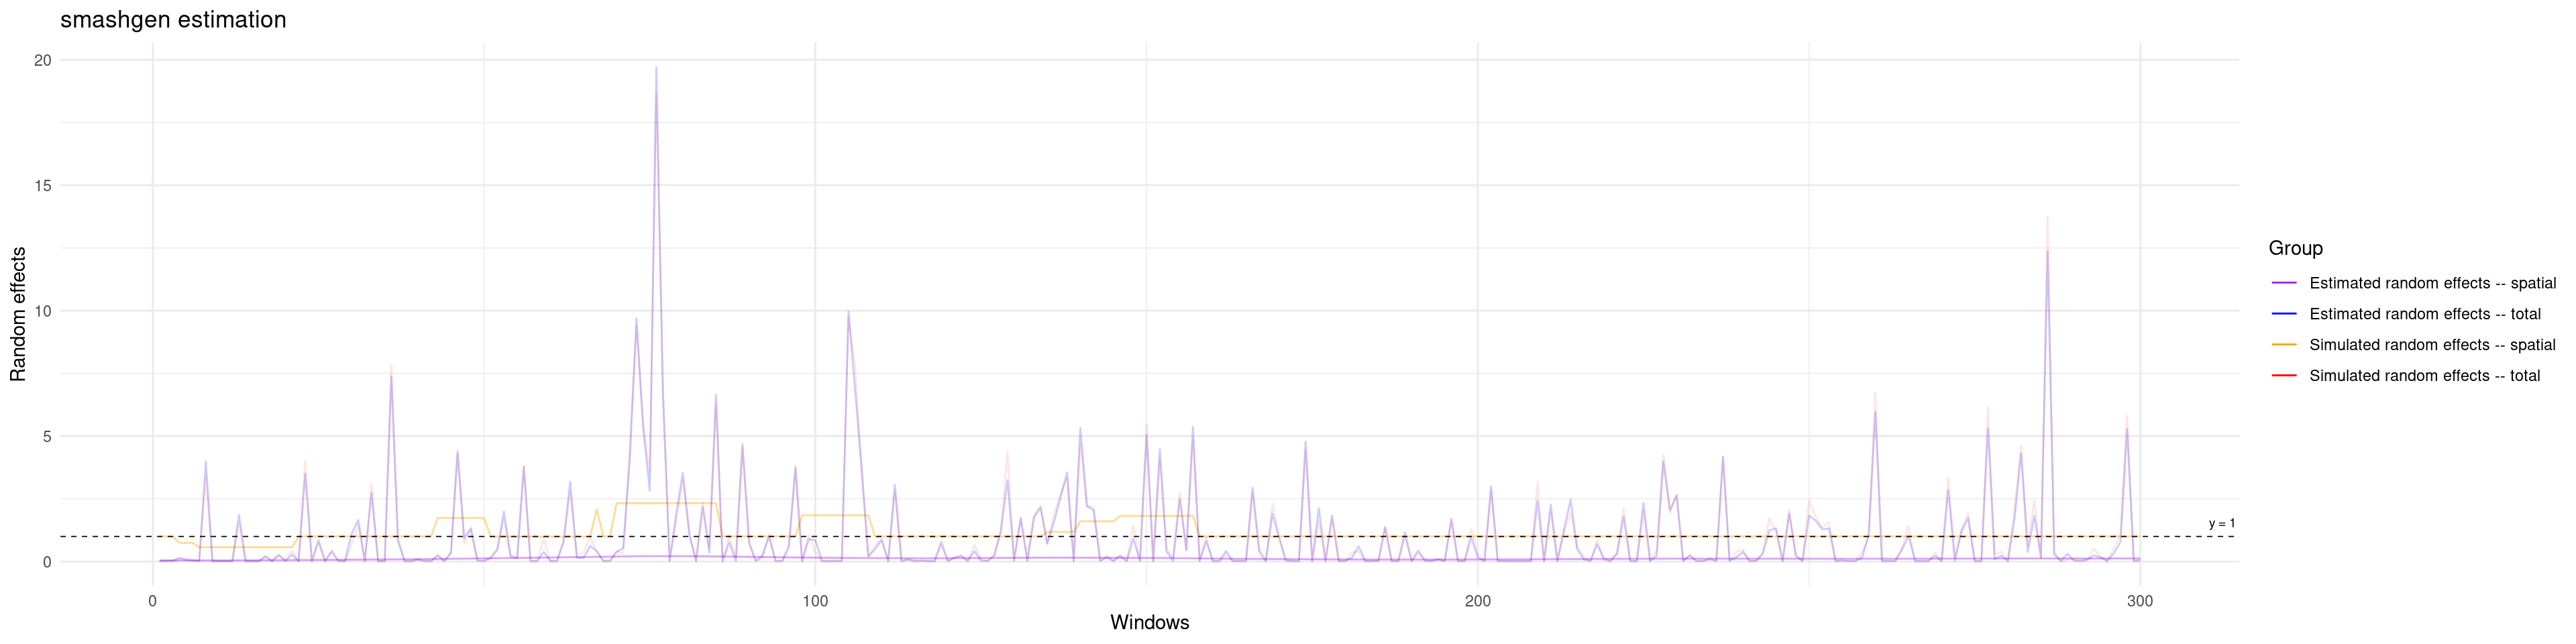 smashgen estimation
20
15
10
5
0
Random effects
y = 1
0
100
200
300
Windows
Group
Estimated random effects -- spatial
Estimated random effects -- total
Simulated random effects -- spatial
Simulated random effects -- total